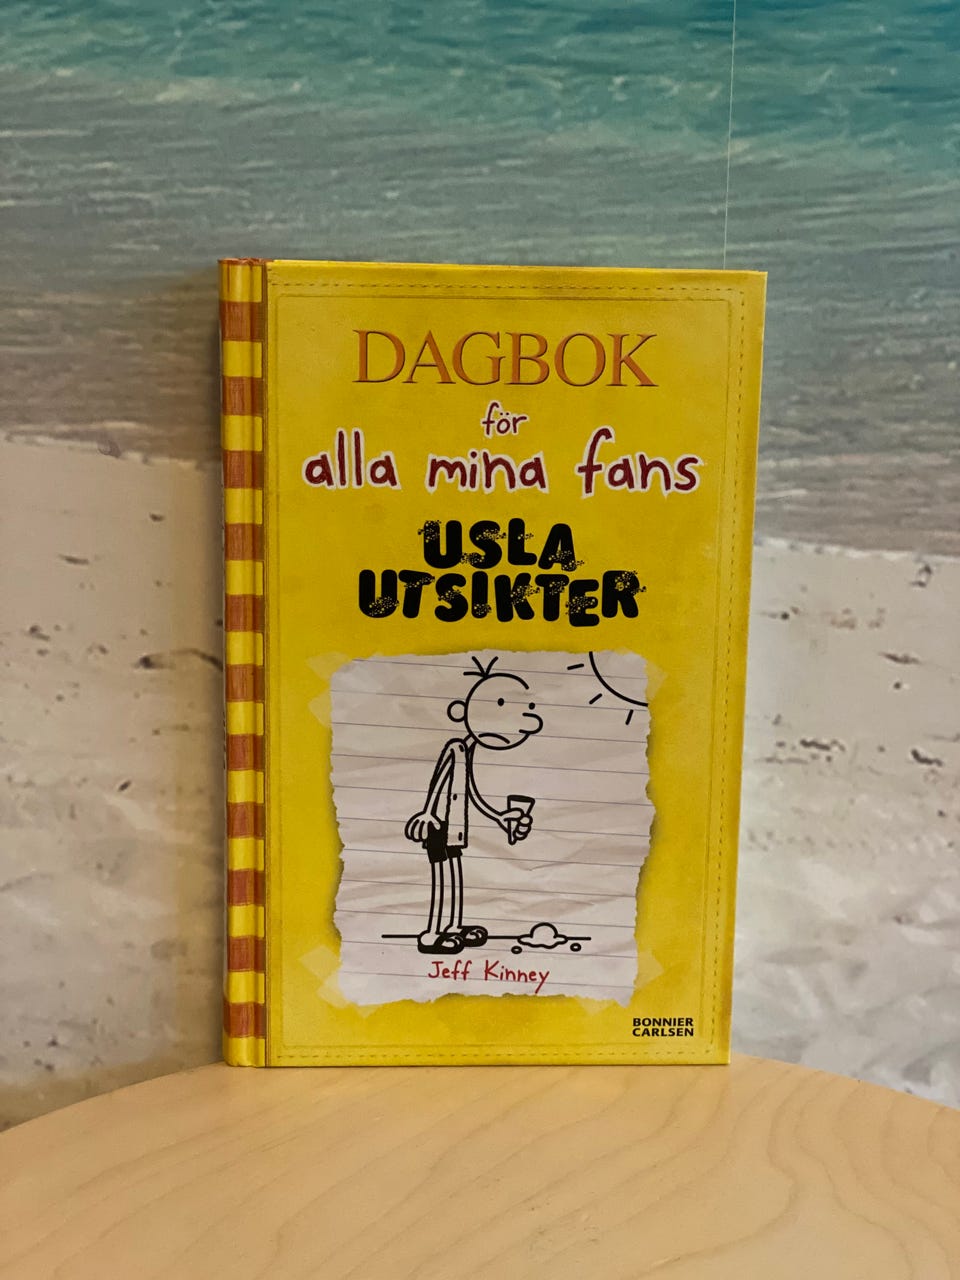 DAGBOK
för
alla mina fans
USLA
UTSIKTER
Jeff Kinney
BONNIER
CARLSEN